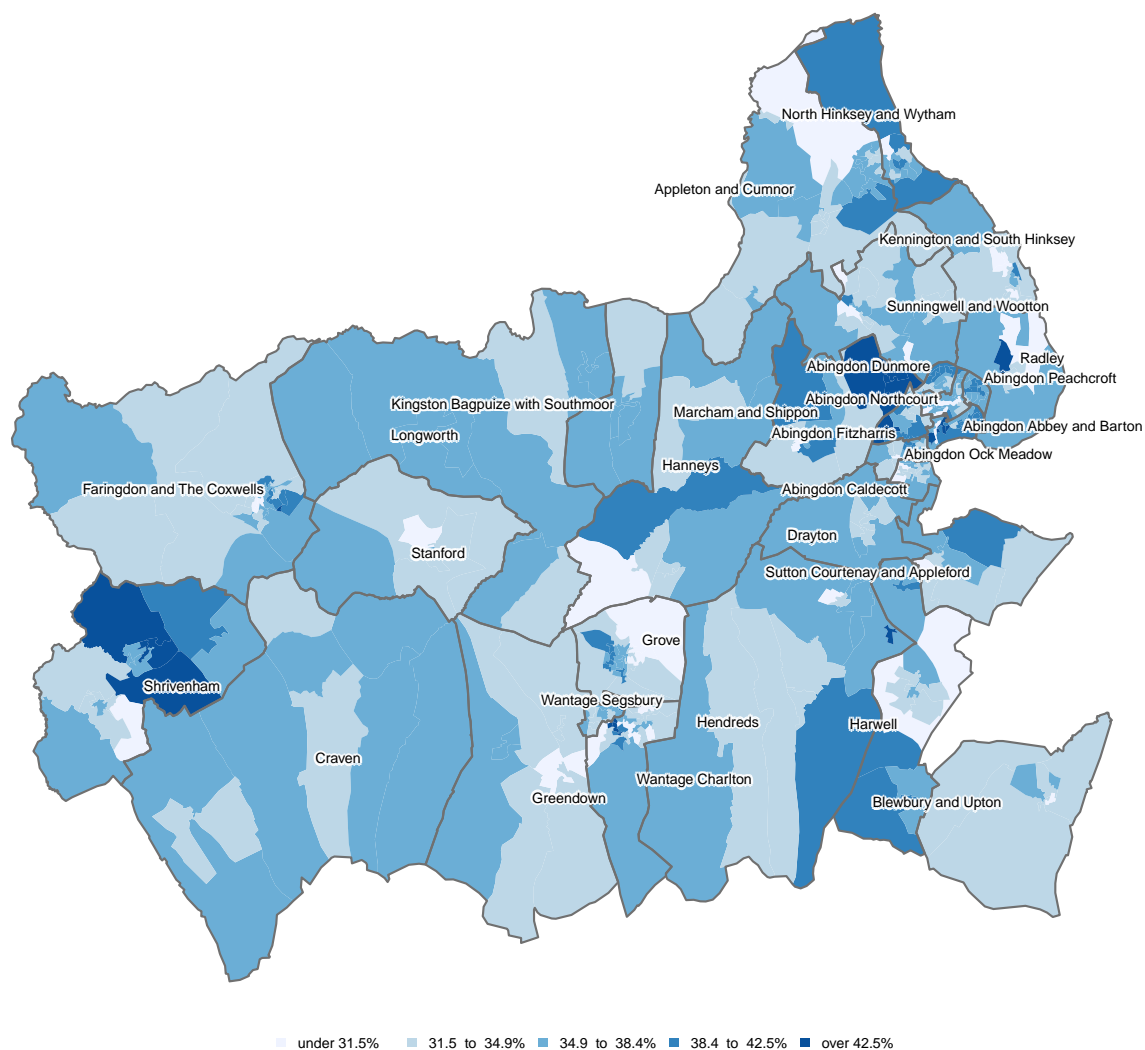 North Hinksey and Wytham
Appleton and Cumnor
Kennington and South Hinksey
Sunningwell and Wootton
Radley
Abingdon Dunmore
Abingdon Peachcroft
Abingdon Northcourt
Kingston Bagpuize with Southmoor
Marcham and Shippon
Abingdon Abbey and Barton
Longworth
Abingdon Fitzharris
Abingdon Ock Meadow
Hanneys
Faringdon and The Coxwells
Abingdon Caldecott
Drayton
Stanford
Sutton Courtenay and Appleford
Grove
Shrivenham
Wantage Segsbury
Hendreds
Harwell
Craven
Wantage Charlton
Greendown
Blewbury and Upton
under 31.5%
31.5 to 34.9%
34.9 to 38.4%
38.4 to 42.5%
over 42.5%